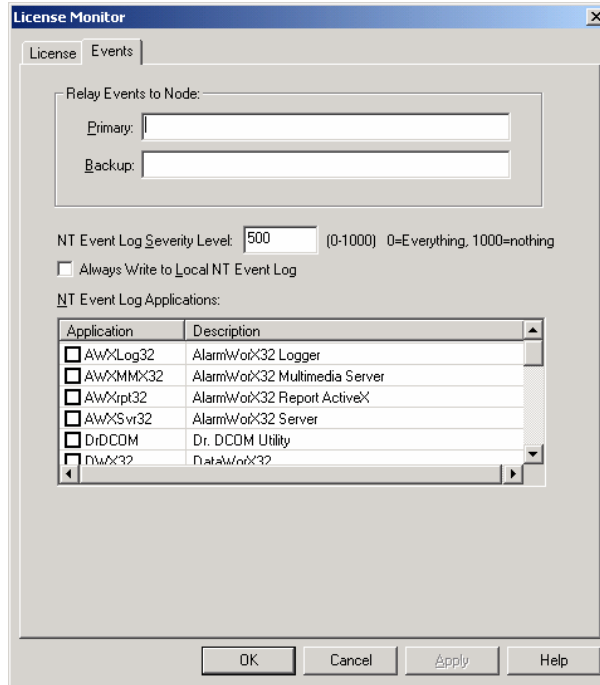 License Monitor
License Events
Relay Events to Node:
Primary:
Backup:
NT Event Log Severity Level: 500 (0-1000) 0=Everything, 1000=nothing
Always Write to Local NT Event Log
NT Event Log Applications:
Application Description
AWXLog32 AlarmWorX32 Logger
AWXMMX32 AlarmWorX32 Multimedia Server
AWXrpt32 AlarmWorX32 Report ActiveX
AWXSvr32 AlarmWorX32 Server
DrDCOM Dr. DCOM Utility
DWX32 DataWorX32
OK Cancel Apply Help